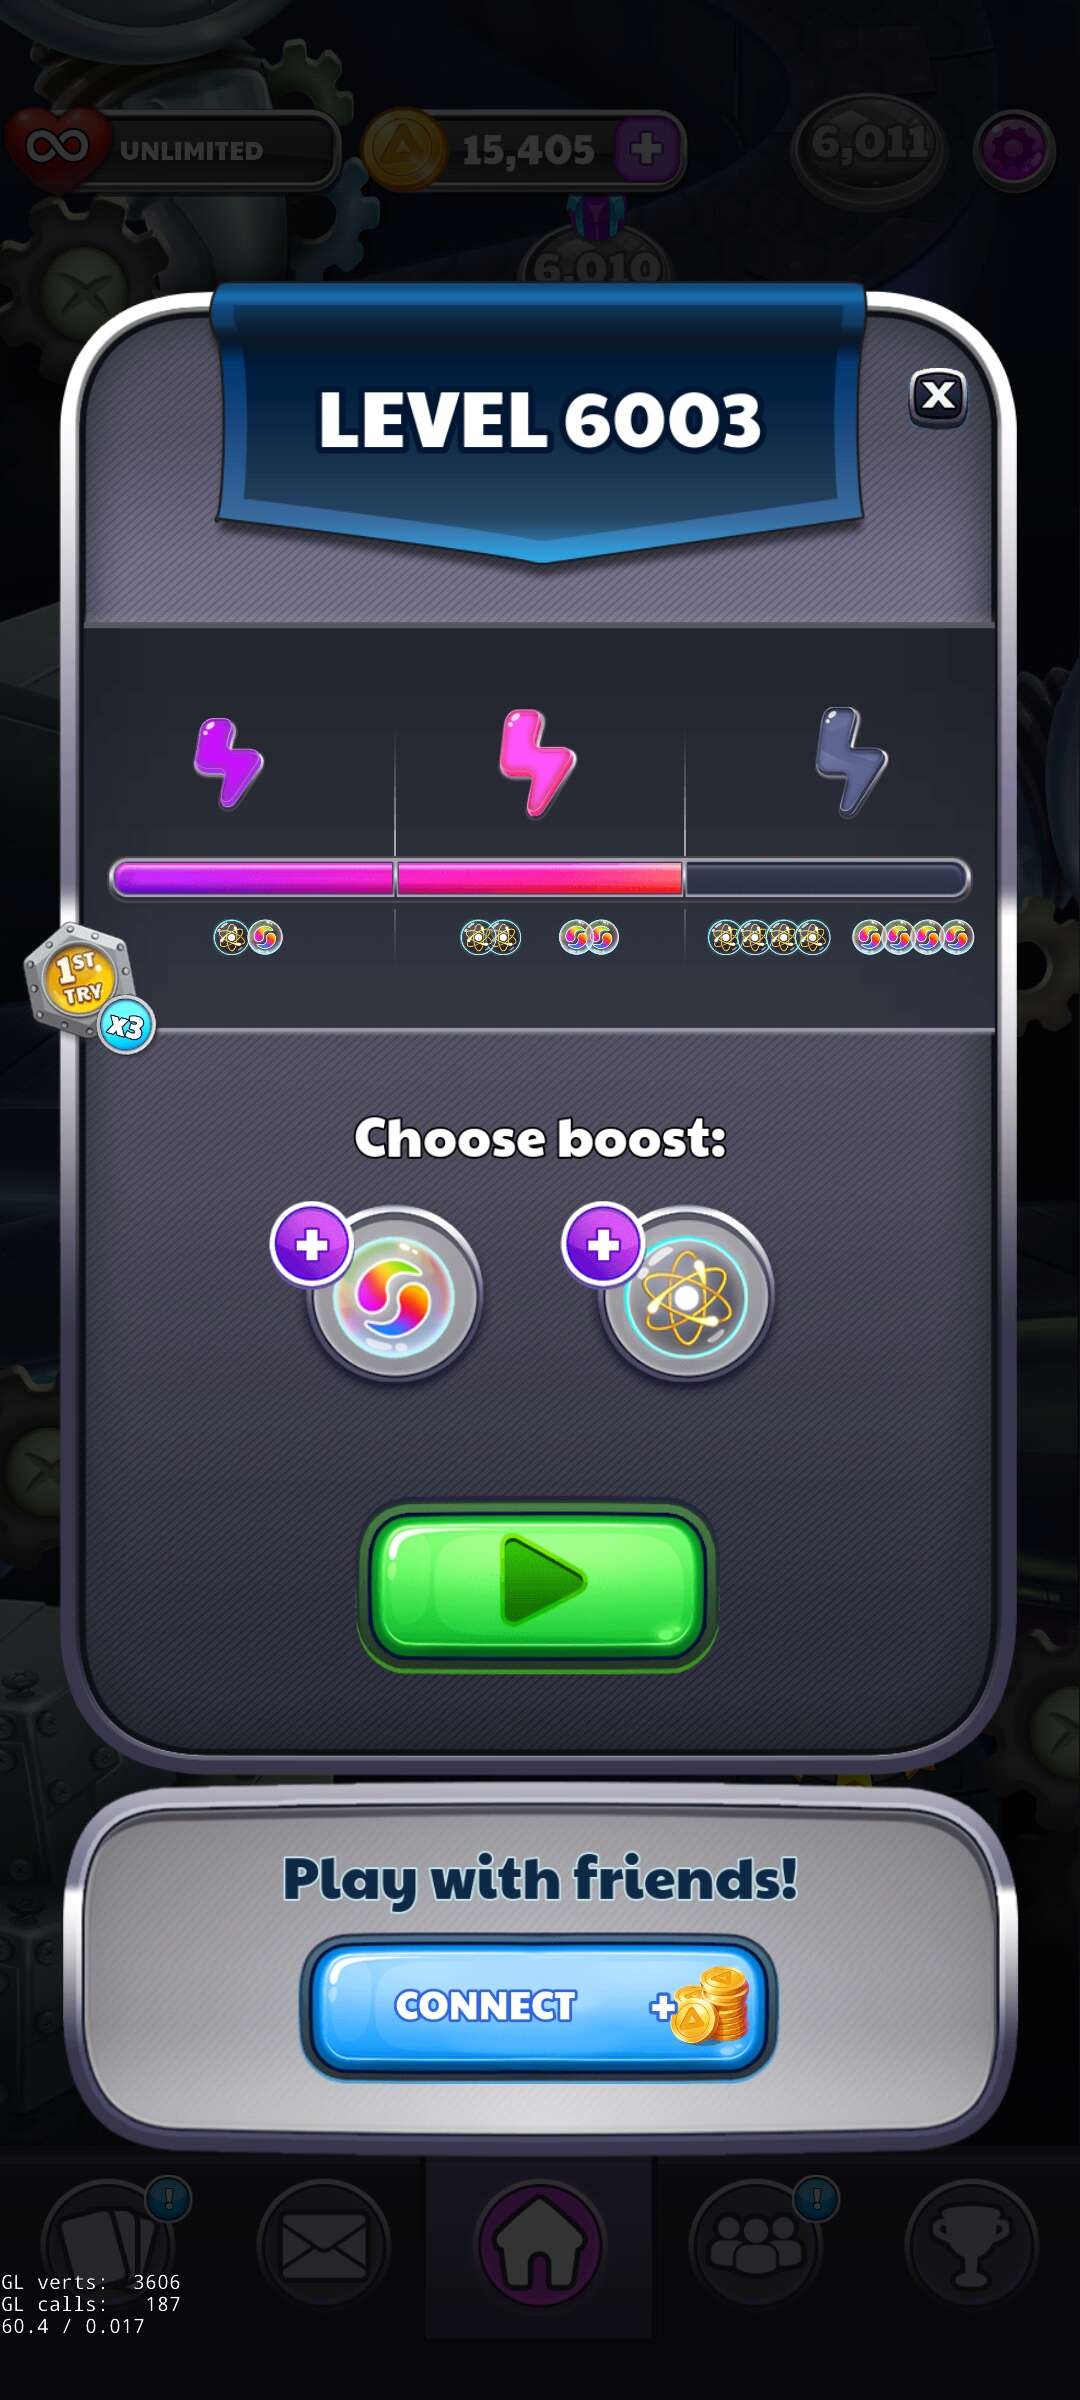 UNLIMITED
15,405
6,011
6,010
LEVEL 6003
1ST
TRY
x3
Choose boost:
Play with friends!
CONNECT +
GL verts: 3606
GL calls: 187
60.4 / 0.017